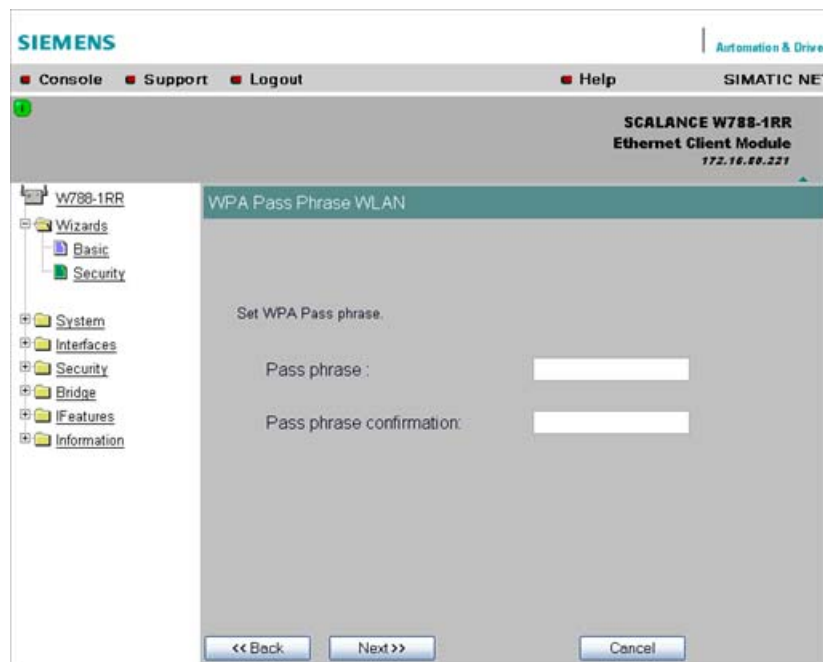 SIEMENS
Automation & Drive
Console Support Logout Help SIMATIC NE
SCALANCE W788-1RR
Ethernet Client Module
172.16.80.221
W788-1RR
Wizards
Basic
Security
System
Interfaces
Security
Bridge
IFeatures
Information
WPA Pass Phrase WLAN
Set WPA Pass phrase.
Pass phrase :
Pass phrase confirmation:
<< Back Next >> Cancel